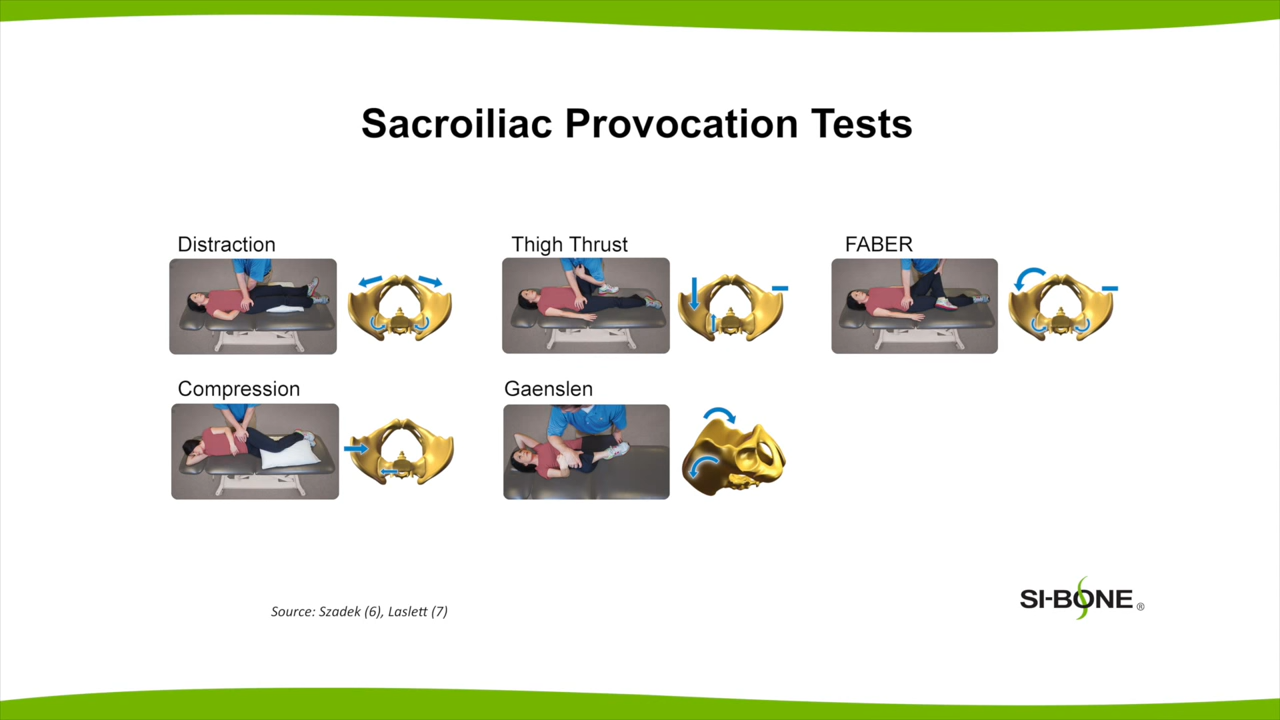 Sacroiliac Provocation Tests
Distraction
Thigh Thrust
FABER
Compression
Gaenslen
Source: Szadek (6), Laslett (7)
SI-BONE ®